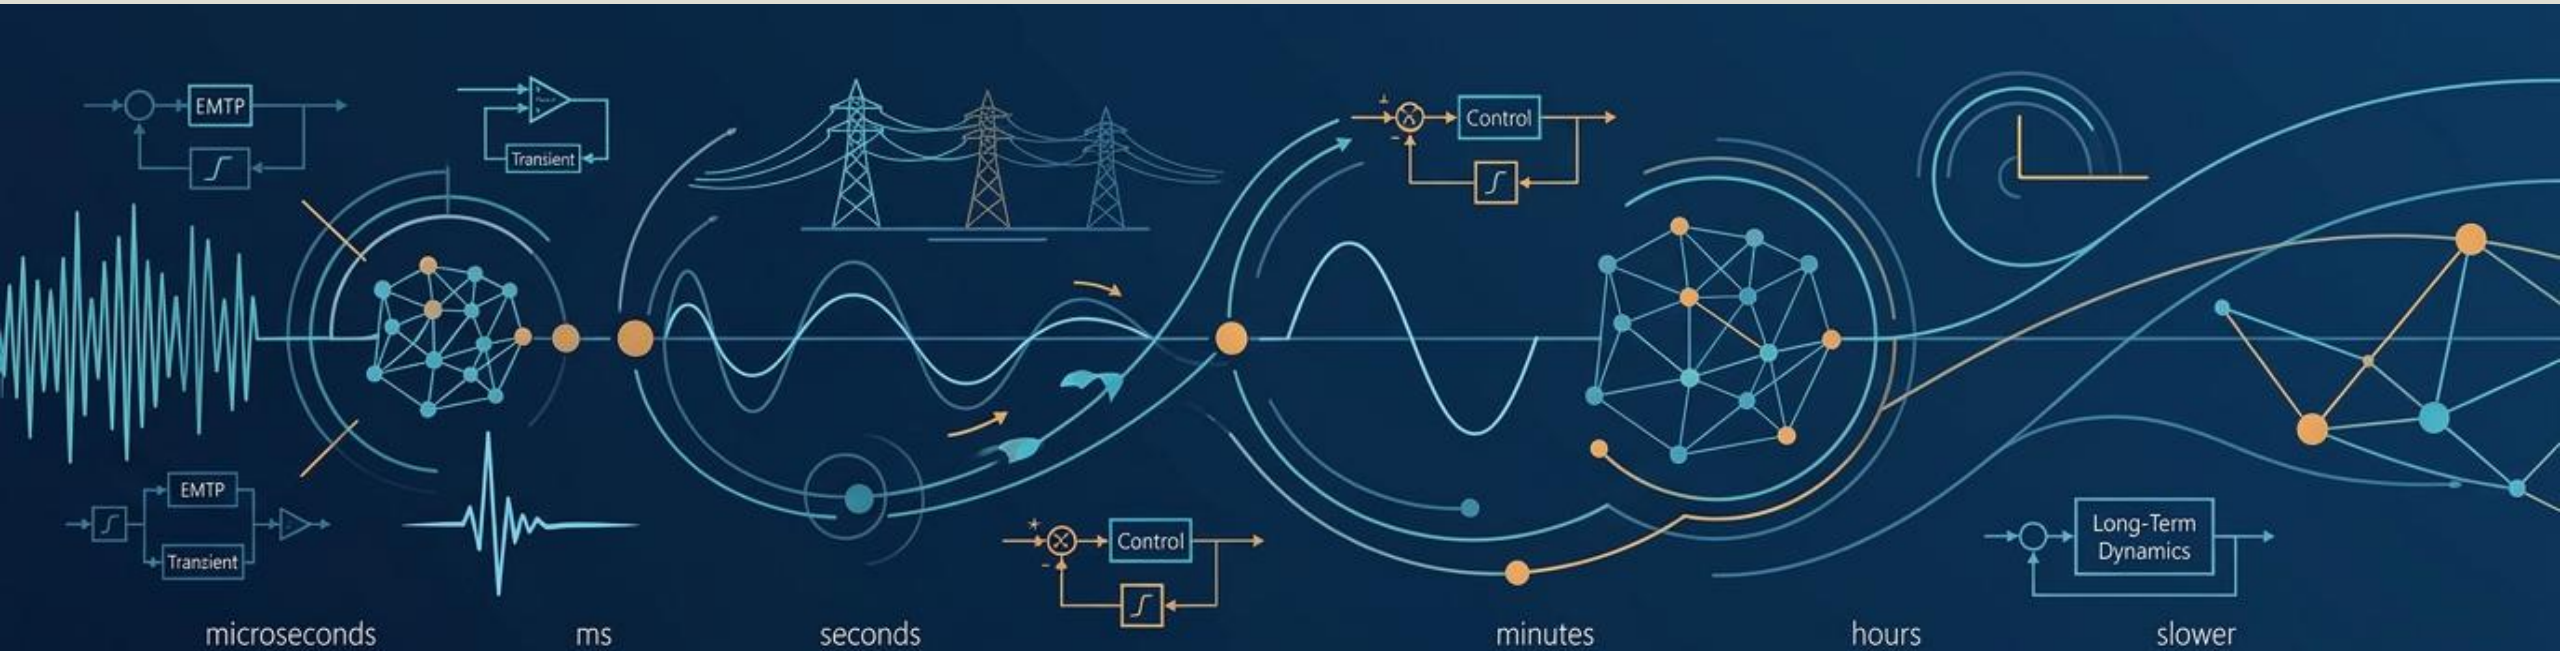 EMTP
Transient
Control
EMTP
Transient
Control
Long-Term
Dynamics
microseconds
ms
seconds
minutes
hours
slower